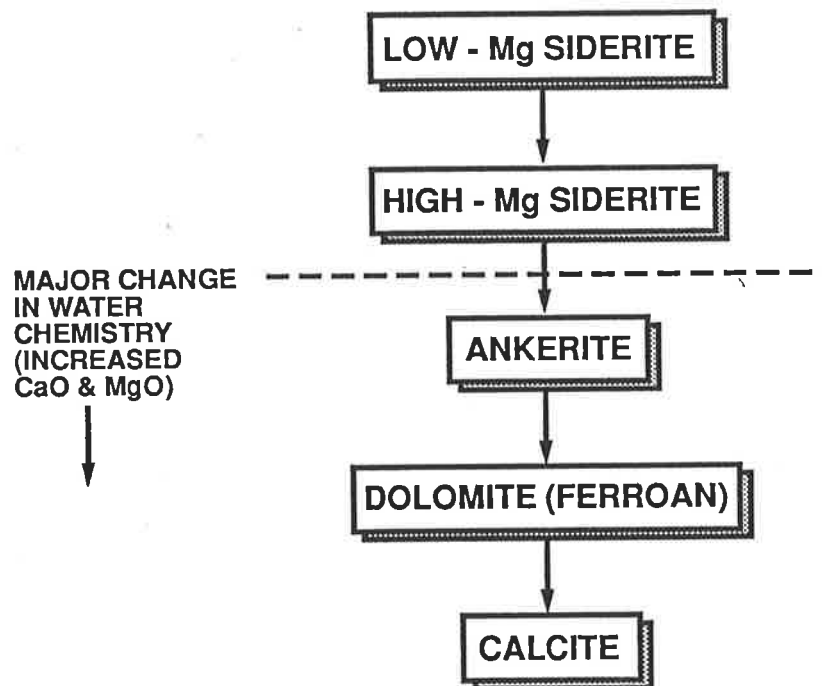 LOW - Mg SIDERITE
HIGH - Mg SIDERITE
MAJOR CHANGE
IN WATER
CHEMISTRY
(INCREASED
CaO & MgO)
ANKERITE
DOLOMITE (FERROAN)
CALCITE